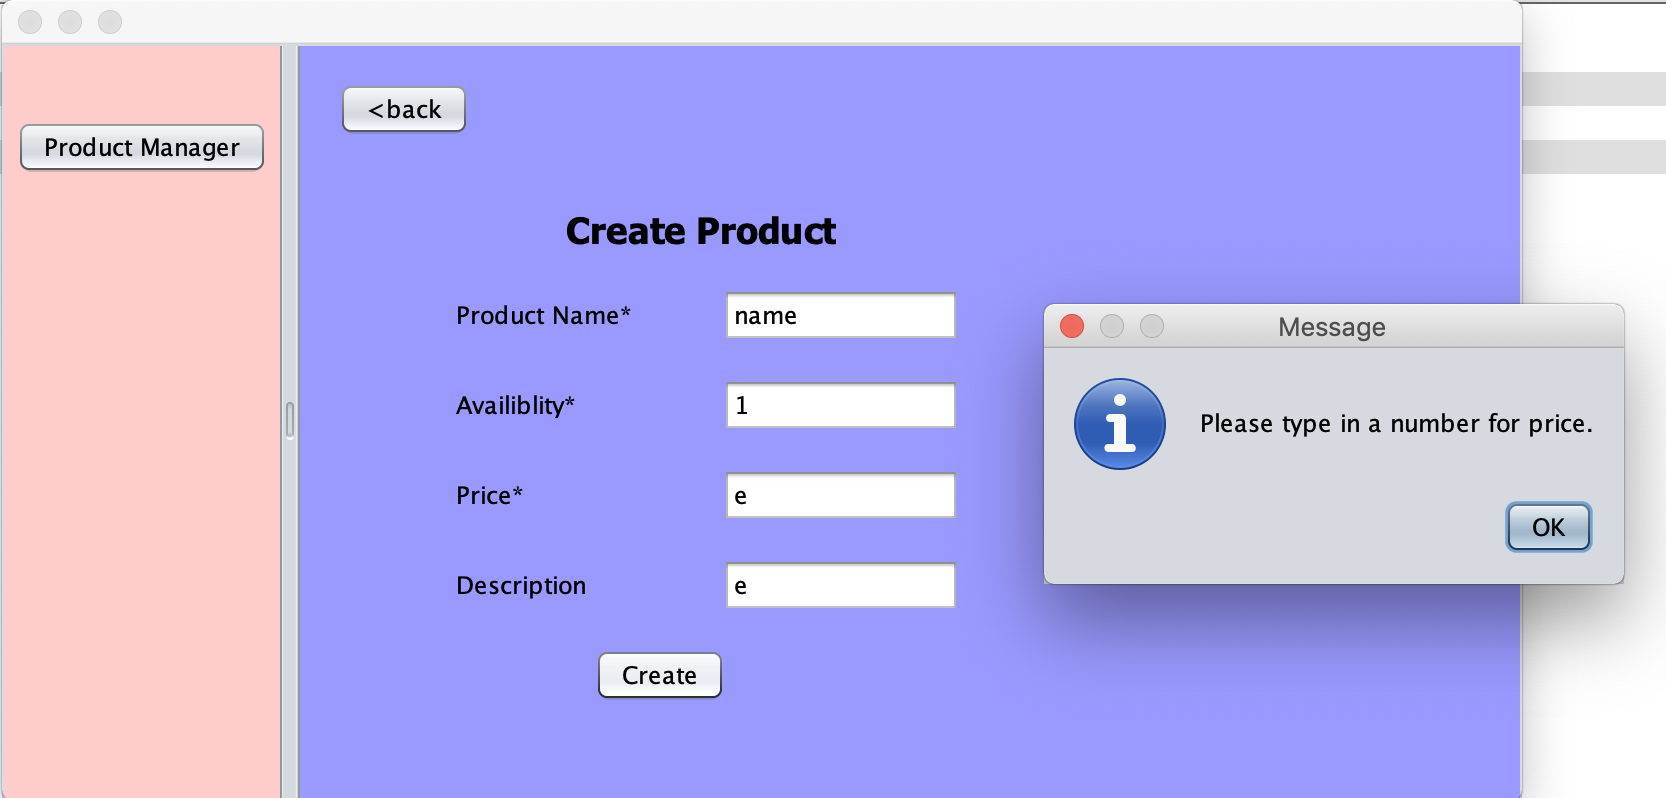 <back
Product Manager
Create Product
Product Name* name
Availiblity* 1
Price* e
Description e
Create
Message
Please type in a number for price.
OK